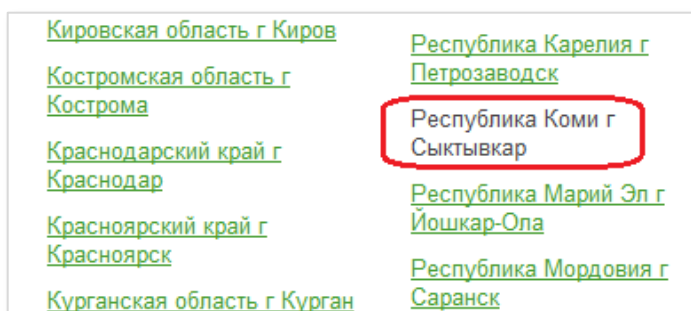 Кировская область г Киров
Костромская область г
Кострома
Краснодарский край г
Краснодар
Красноярский край г
Красноярск
Курганская область г Курган
Республика Карелия г
Петрозаводск
Республика Коми г
Сыктывкар
Республика Марий Эл г
Йошкар-Ола
Республика Мордовия г
Саранск